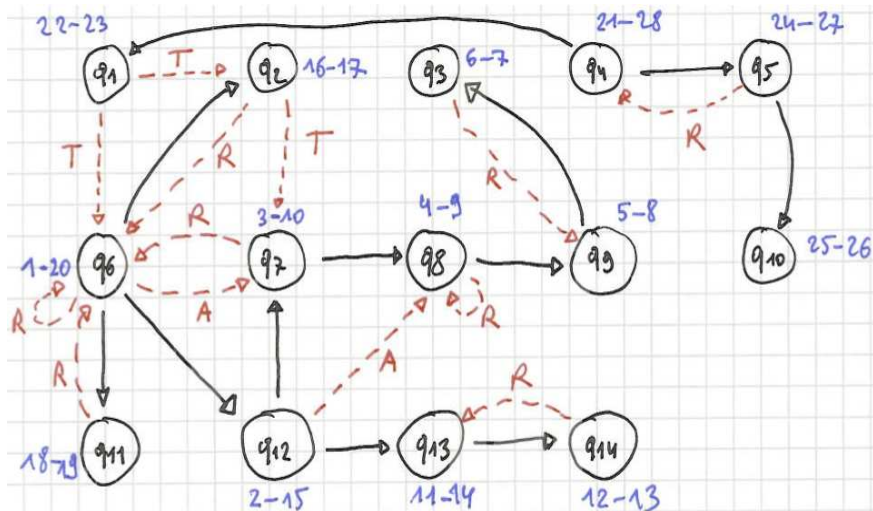 22-23 21-28 24-27
q1 T q2 16-17 q3 6-7 q4 q5
T R T R R
3-10 4-9 5-8
1-20 q6 R q7 q8 q9 q10 25-26
R A R
R A R
18-19 q11 q12 q13 q14
2-15 11-14 12-13